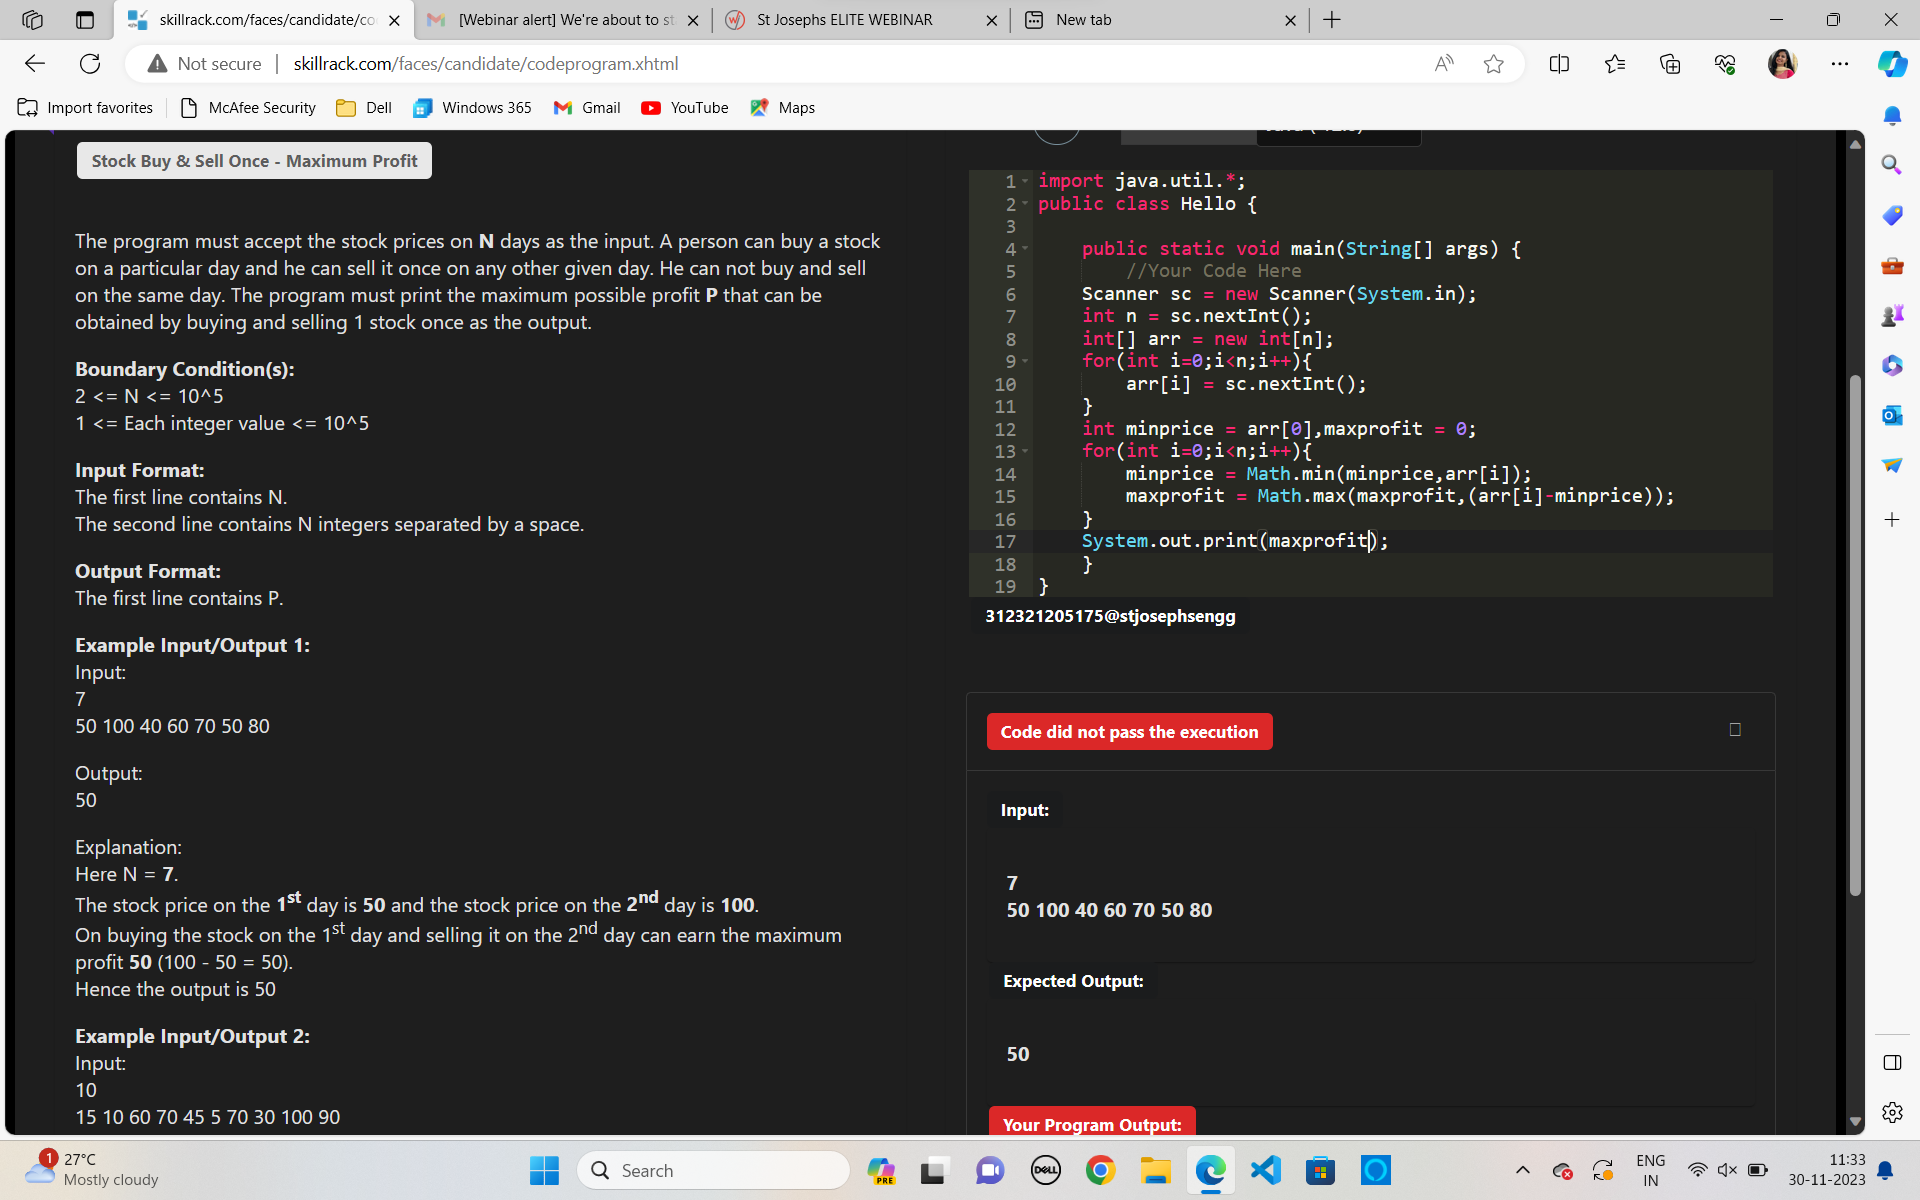 skillrack.com/faces/candidate/co
[Webinar alert] We're about to st
St Josephs ELITE WEBINAR
New tab
Not secure
skillrack.com/faces/candidate/codeprogram.xhtml
Import favorites
McAfee Security
Dell
Windows 365
Gmail
YouTube
Maps
Stock Buy & Sell Once - Maximum Profit
The program must accept the stock prices on N days as the input. A person can buy a stock
on a particular day and he can sell it once on any other given day. He can not buy and sell
on the same day. The program must print the maximum possible profit P that can be
obtained by buying and selling 1 stock once as the output.
Boundary Condition(s):
2 <= N <= 10^5
1 <= Each integer value <= 10^5
Input Format:
The first line contains N.
The second line contains N integers separated by a space.
Output Format:
The first line contains P.
Example Input/Output 1:
Input:
7
50 100 40 60 70 50 80
Output:
50
Explanation:
Here N = 7.
The stock price on the 1st day is 50 and the stock price on the 2nd day is 100.
On buying the stock on the 1st day and selling it on the 2nd day can earn the maximum
profit 50 (100 - 50 = 50).
Hence the output is 50
Example Input/Output 2:
Input:
10
15 10 60 70 45 5 70 30 100 90
1 import java.util.*;
2 public class Hello {
3
4 public static void main(String[] args) {
5 //Your Code Here
6 Scanner sc = new Scanner(System.in);
7 int n = sc.nextInt();
8 int[] arr = new int[n];
9 for(int i=0;i<n;i++){
10 arr[i] = sc.nextInt();
11 }
12 int minprice = arr[0],maxprofit = 0;
13 for(int i=0;i<n;i++){
14 minprice = Math.min(minprice,arr[i]);
15 maxprofit = Math.max(maxprofit,(arr[i]-minprice));
16 }
17 System.out.print(maxprofit);
18 }
19 }
312321205175@stjosephsengg
Code did not pass the execution
Input:
7
50 100 40 60 70 50 80
Expected Output:
50
Your Program Output:
1
27°C
Mostly cloudy
Search
PRE
DELL
ENG
IN
11:33
30-11-2023